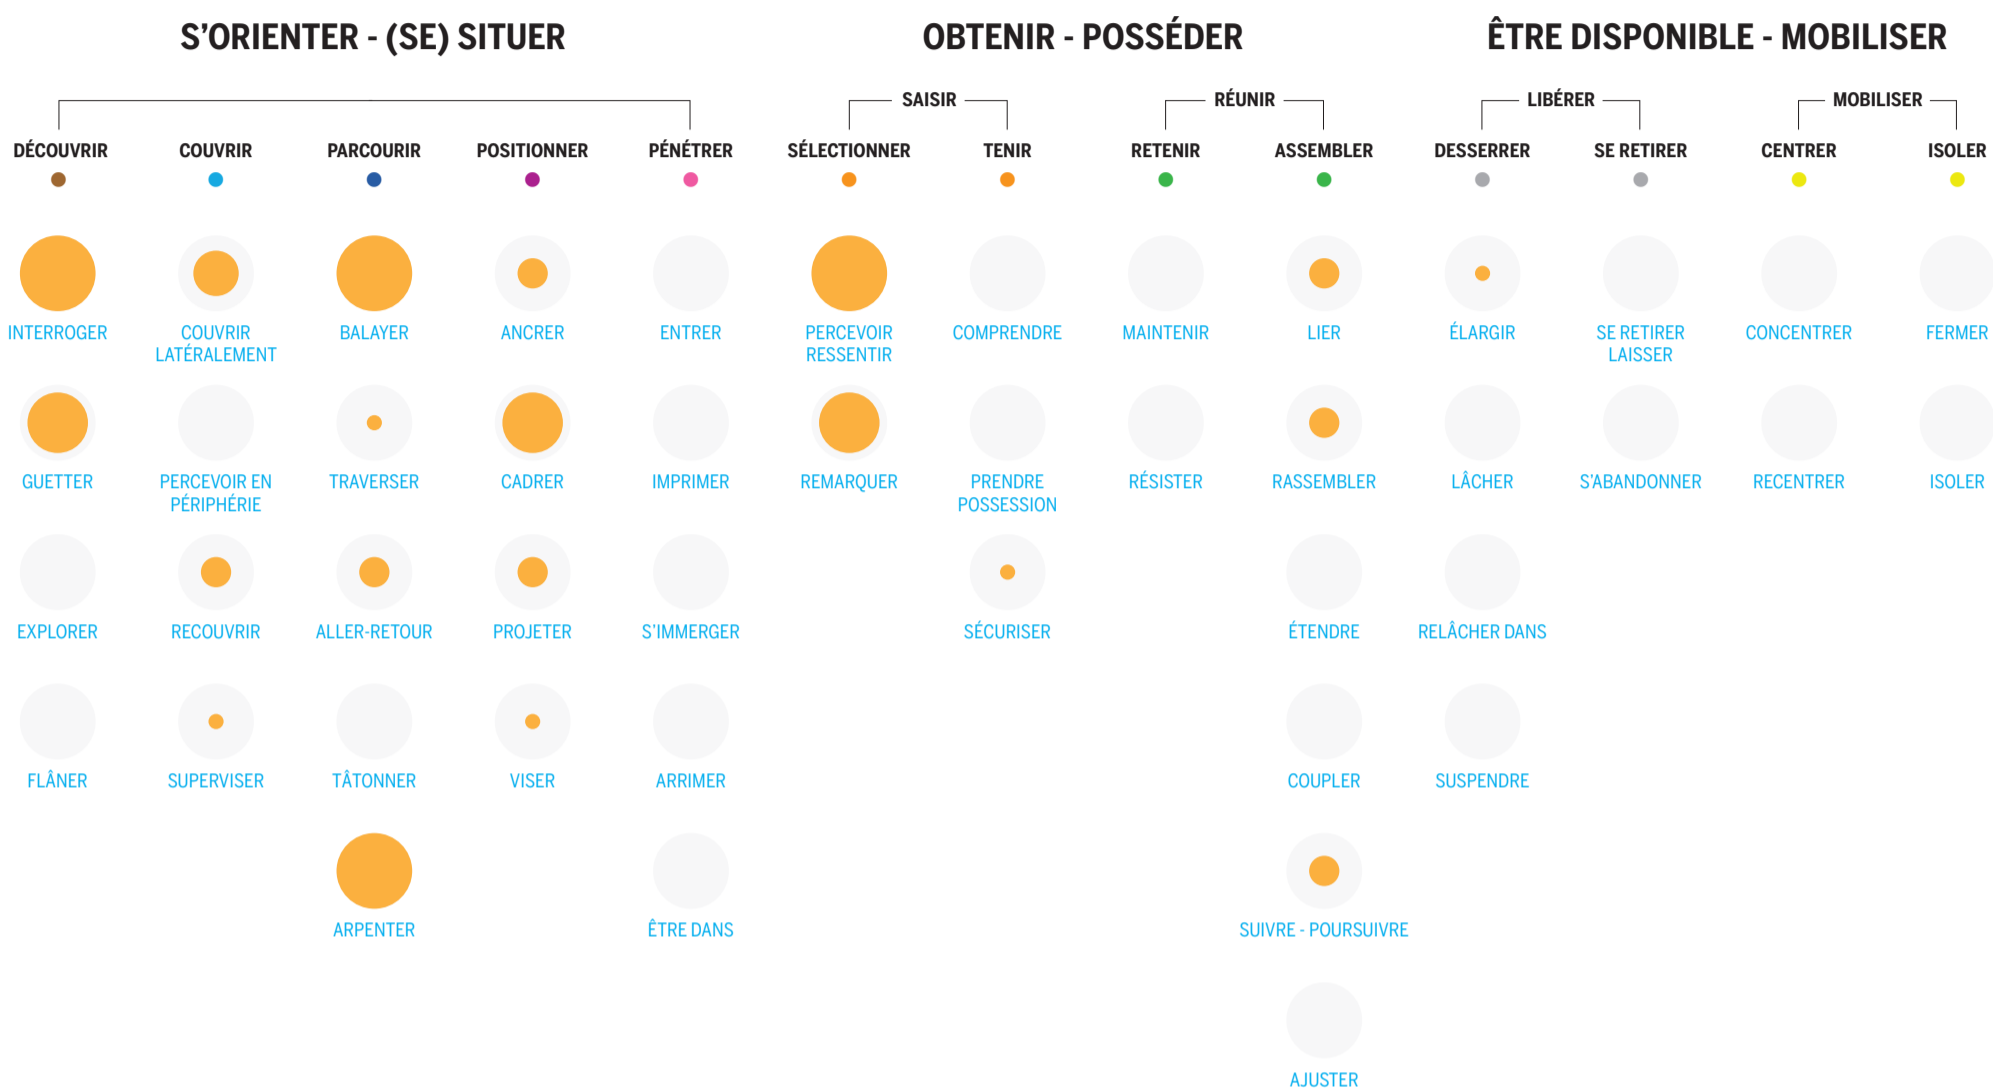 S'ORIENTER - (SE) SITUER
OBTENIR - POSSÉDER
ÊTRE DISPONIBLE - MOBILISER
SAISIR
RÉUNIR
LIBÉRER
MOBILISER
DÉCOUVRIR
COUVRIR
PARCOURIR
POSITIONNER
PÉNÉTRER
SÉLECTIONNER
TENIR
RETENIR
ASSEMBLER
DESSERRER
SE RETIRER
CENTRER
ISOLER
INTERROGER
COUVRIR
LATÉRALEMENT
BALAYER
ANCRER
ENTRER
PERCEVOIR
RESSENTIR
COMPRENDRE
MAINTENIR
LIER
ÉLARGIR
SE RETIRER
LAISSER
CONCENTRER
FERMER
GUETTER
PERCEVOIR EN
PÉRIPHÉRIE
TRAVERSER
CADRER
IMPRIMER
REMARQUER
PRENDRE
POSSESSION
RÉSISTER
RASSEMBLER
LÂCHER
S'ABANDONNER
RECENTRER
ISOLER
EXPLORER
RECOUVRIR
ALLER-RETOUR
PROJETER
S'IMMERGER
SÉCURISER
ÉTENDRE
RELÂCHER DANS
FLÂNER
SUPERVISER
TÂTONNER
VISER
ARRIMER
COUPLER
SUSPENDRE
ARPENTER
ÊTRE DANS
SUIVRE - POURSUIVRE
AJUSTER